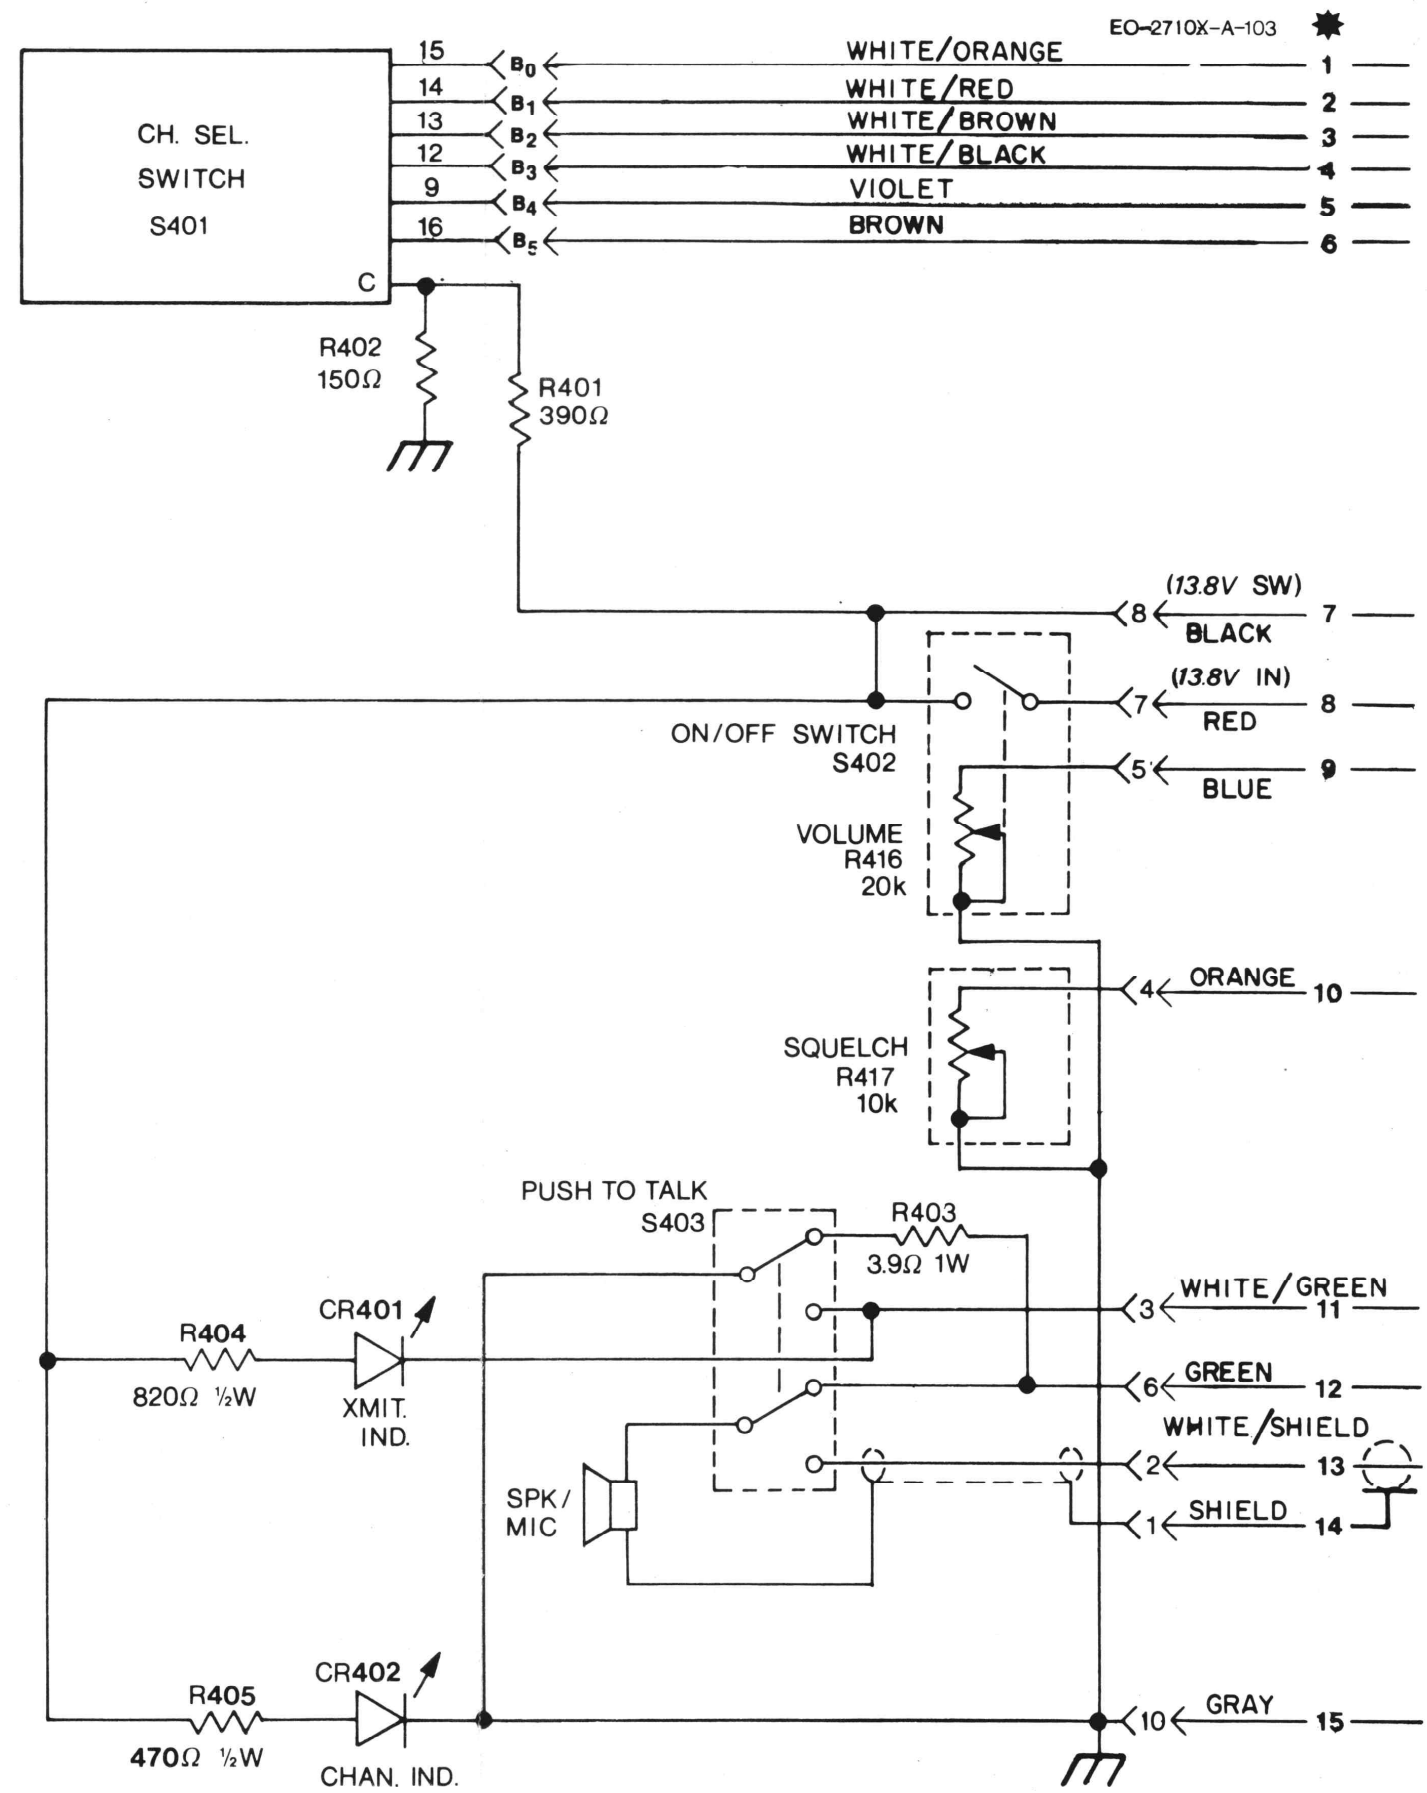 EO-2710X-A-103
15 B0 WHITE/ORANGE 1
14 B1 WHITE/RED 2
13 B2 WHITE/BROWN 3
12 B3 WHITE/BLACK 4
9 B4 VIOLET 5
16 B5 BROWN 6
CH. SEL.
SWITCH
S401
C
R402
150Ω
R401
390Ω
(13.8V SW)
8 7
BLACK
(13.8V IN)
7 8
RED
ON/OFF SWITCH
S402
5 9
BLUE
VOLUME
R416
20k
4 ORANGE 10
SQUELCH
R417
10k
PUSH TO TALK
S403
R403
3.9Ω 1W
WHITE/GREEN
3 11
CR401
R404
820Ω ½W
XMIT.
IND.
6 GREEN 12
WHITE/SHIELD
2 13
SPK/
MIC
1 SHIELD 14
CR402
R405
470Ω ½W
CHAN. IND.
10 GRAY 15